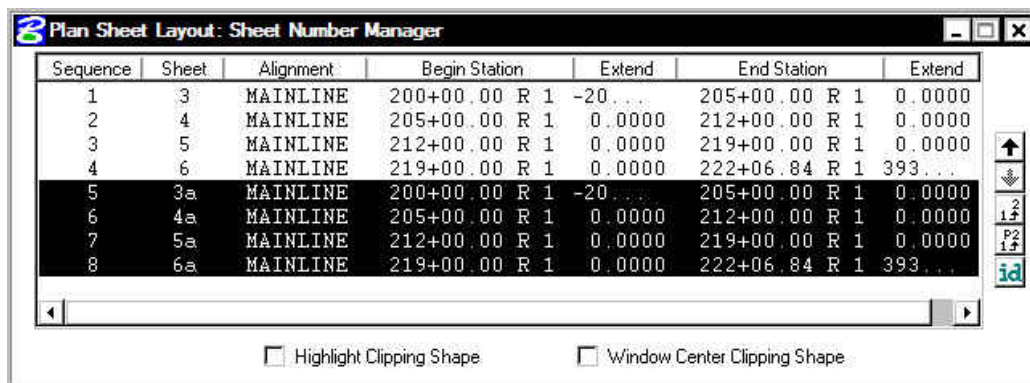 Plan Sheet Layout: Sheet Number Manager
Sequence Sheet Alignment Begin Station Extend End Station Extend
1 3 MAINLINE 200+00.00 R 1 -20... 205+00.00 R 1 0.0000
2 4 MAINLINE 205+00.00 R 1 0.0000 212+00.00 R 1 0.0000
3 5 MAINLINE 212+00.00 R 1 0.0000 219+00.00 R 1 0.0000
4 6 MAINLINE 219+00.00 R 1 0.0000 222+06.84 R 1 393...
5 3a MAINLINE 200+00.00 R 1 -20... 205+00.00 R 1 0.0000
6 4a MAINLINE 205+00.00 R 1 0.0000 212+00.00 R 1 0.0000
7 5a MAINLINE 212+00.00 R 1 0.0000 219+00.00 R 1 0.0000
8 6a MAINLINE 219+00.00 R 1 0.0000 222+06.84 R 1 393...
1 2
P2 1
id
Highlight Clipping Shape Window Center Clipping Shape